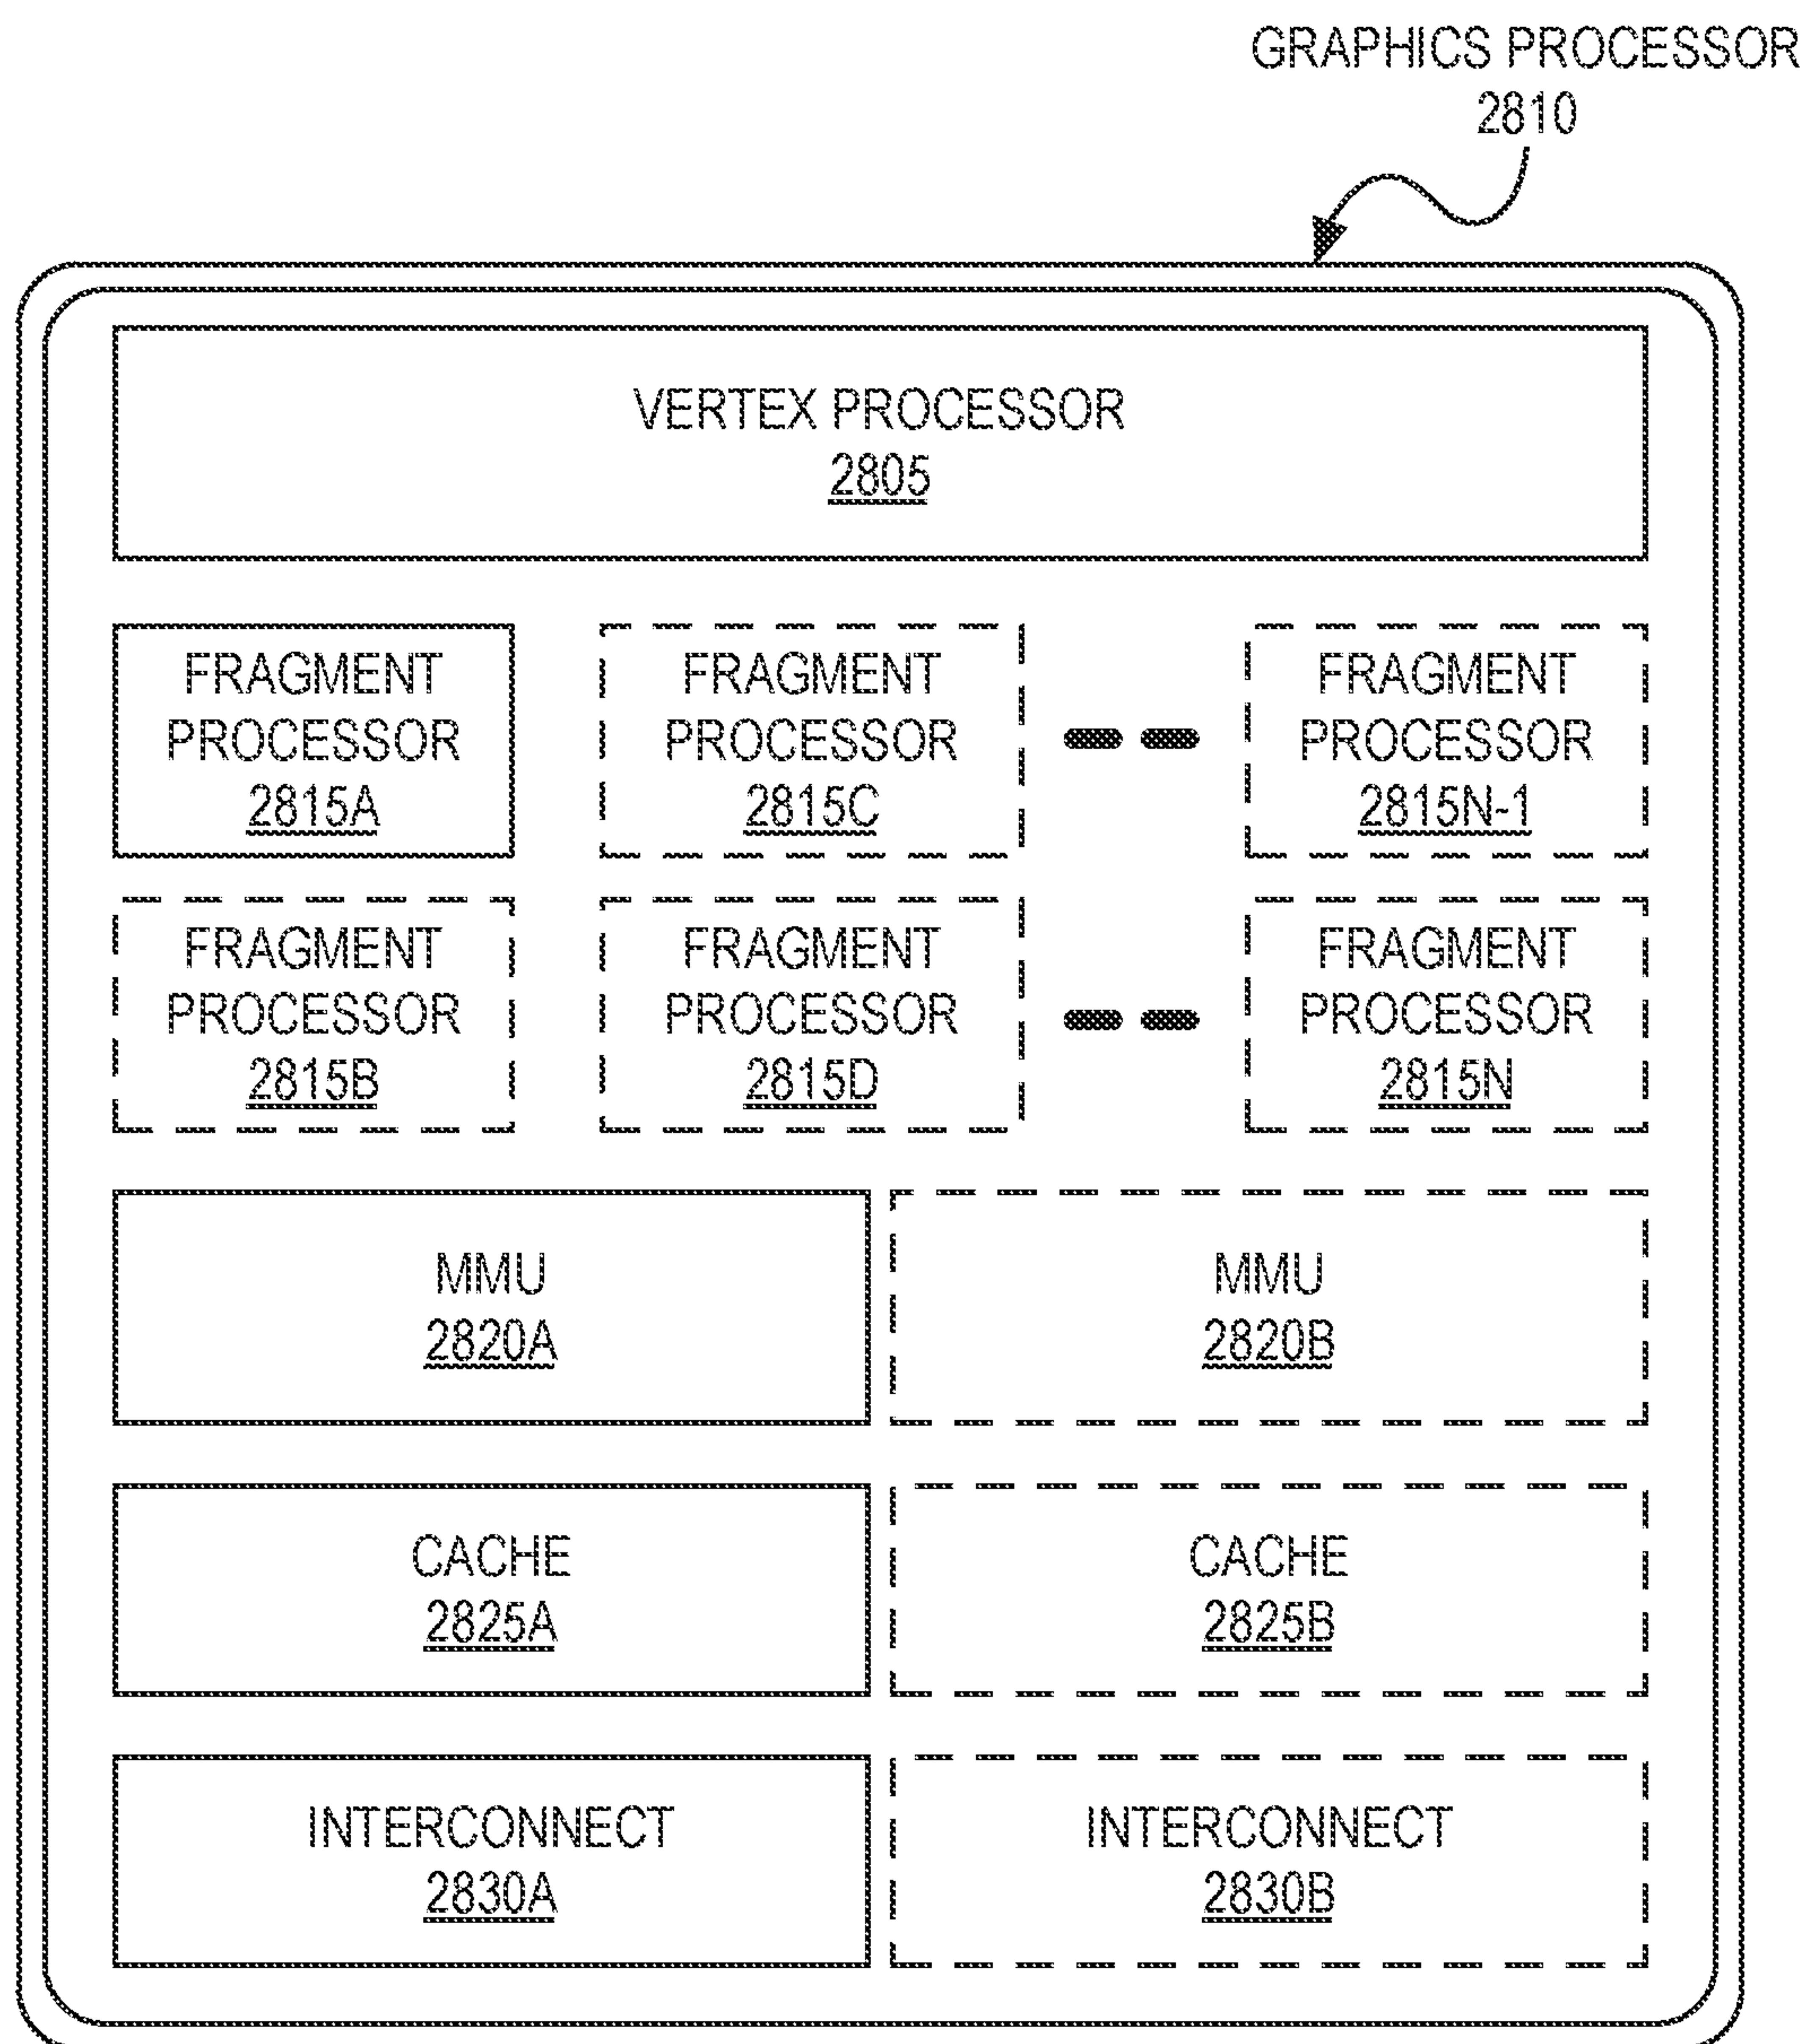 GRAPHICS PROCESSOR
2810
VERTEX PROCESSOR
2805
FRAGMENT
PROCESSOR
2815A
FRAGMENT
PROCESSOR
2815C
FRAGMENT
PROCESSOR
2815N-1
FRAGMENT
PROCESSOR
2815B
FRAGMENT
PROCESSOR
2815D
FRAGMENT
PROCESSOR
2815N
MMU
2820A
MMU
2820B
CACHE
2825A
CACHE
2825B
INTERCONNECT
2830A
INTERCONNECT
2830B